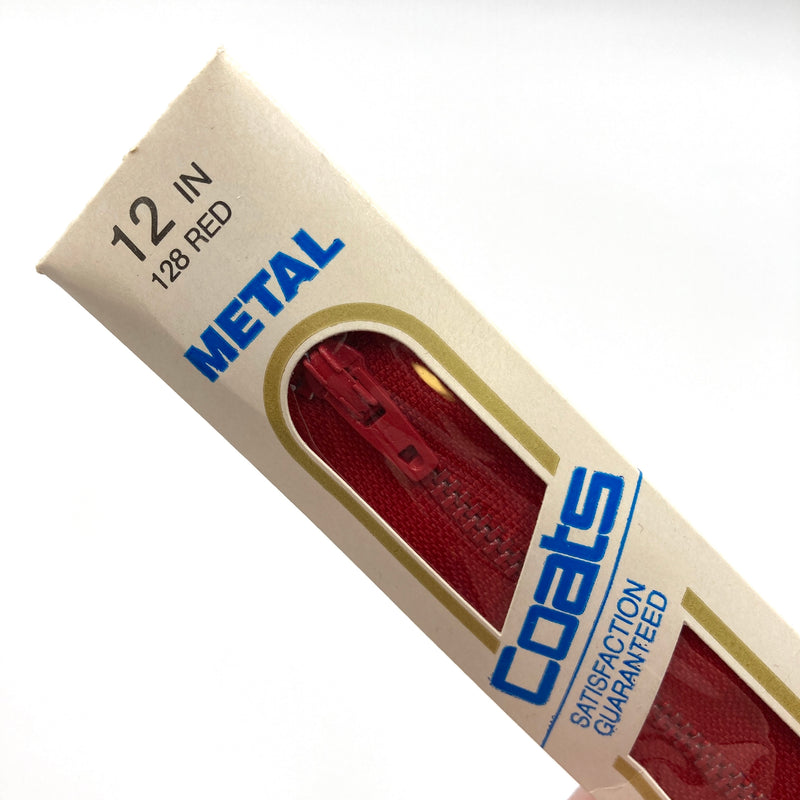 12 IN
128 RED
METAL
Coats
SATISFACTION
GUARANTEED